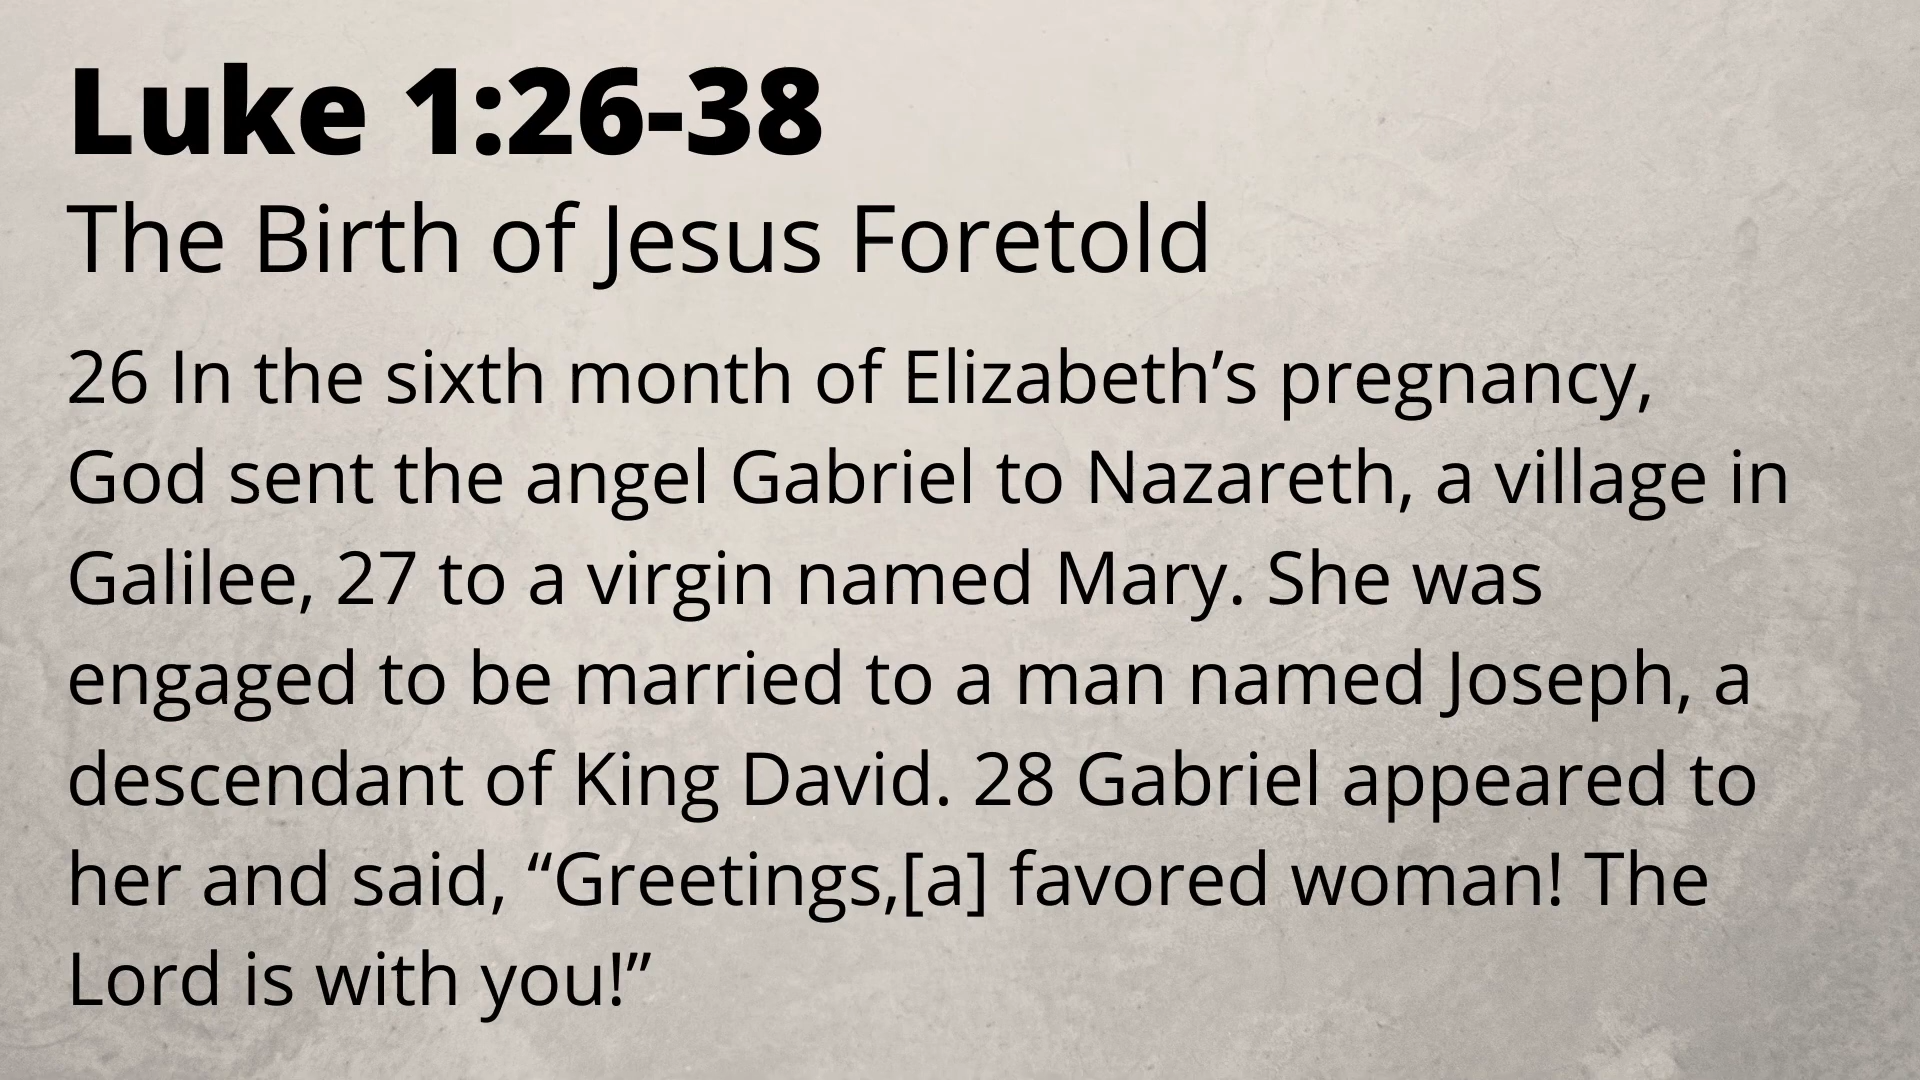 Luke 1:26-38
The Birth of Jesus Foretold
26 In the sixth month of Elizabeth’s pregnancy,
God sent the angel Gabriel to Nazareth, a village in
Galilee, 27 to a virgin named Mary. She was
engaged to be married to a man named Joseph, a
descendant of King David. 28 Gabriel appeared to
her and said, “Greetings,[a] favored woman! The
Lord is with you!”